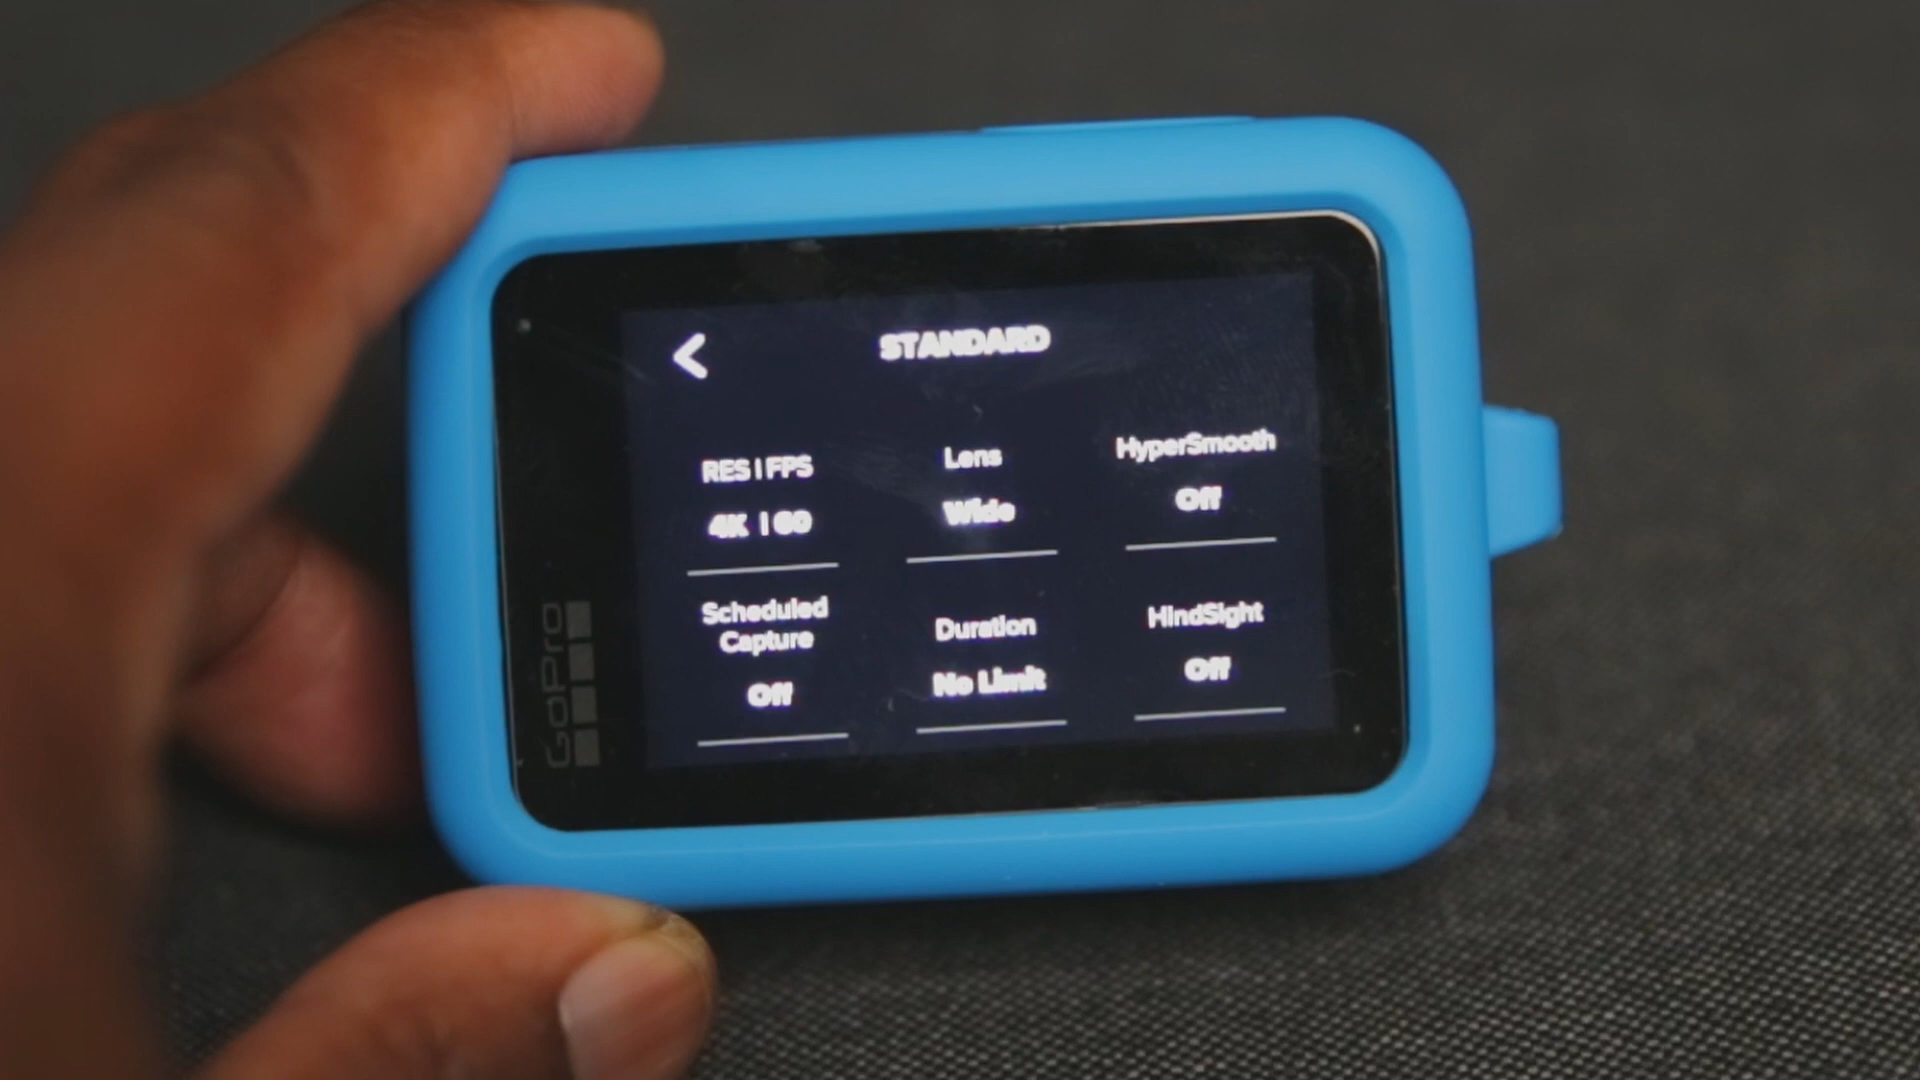 STANDARD
RES | FPS
4K | 60
Lens
Wide
HyperSmooth
Off
Scheduled
Capture
Off
Duration
No Limit
HindSight
Off
GoPro